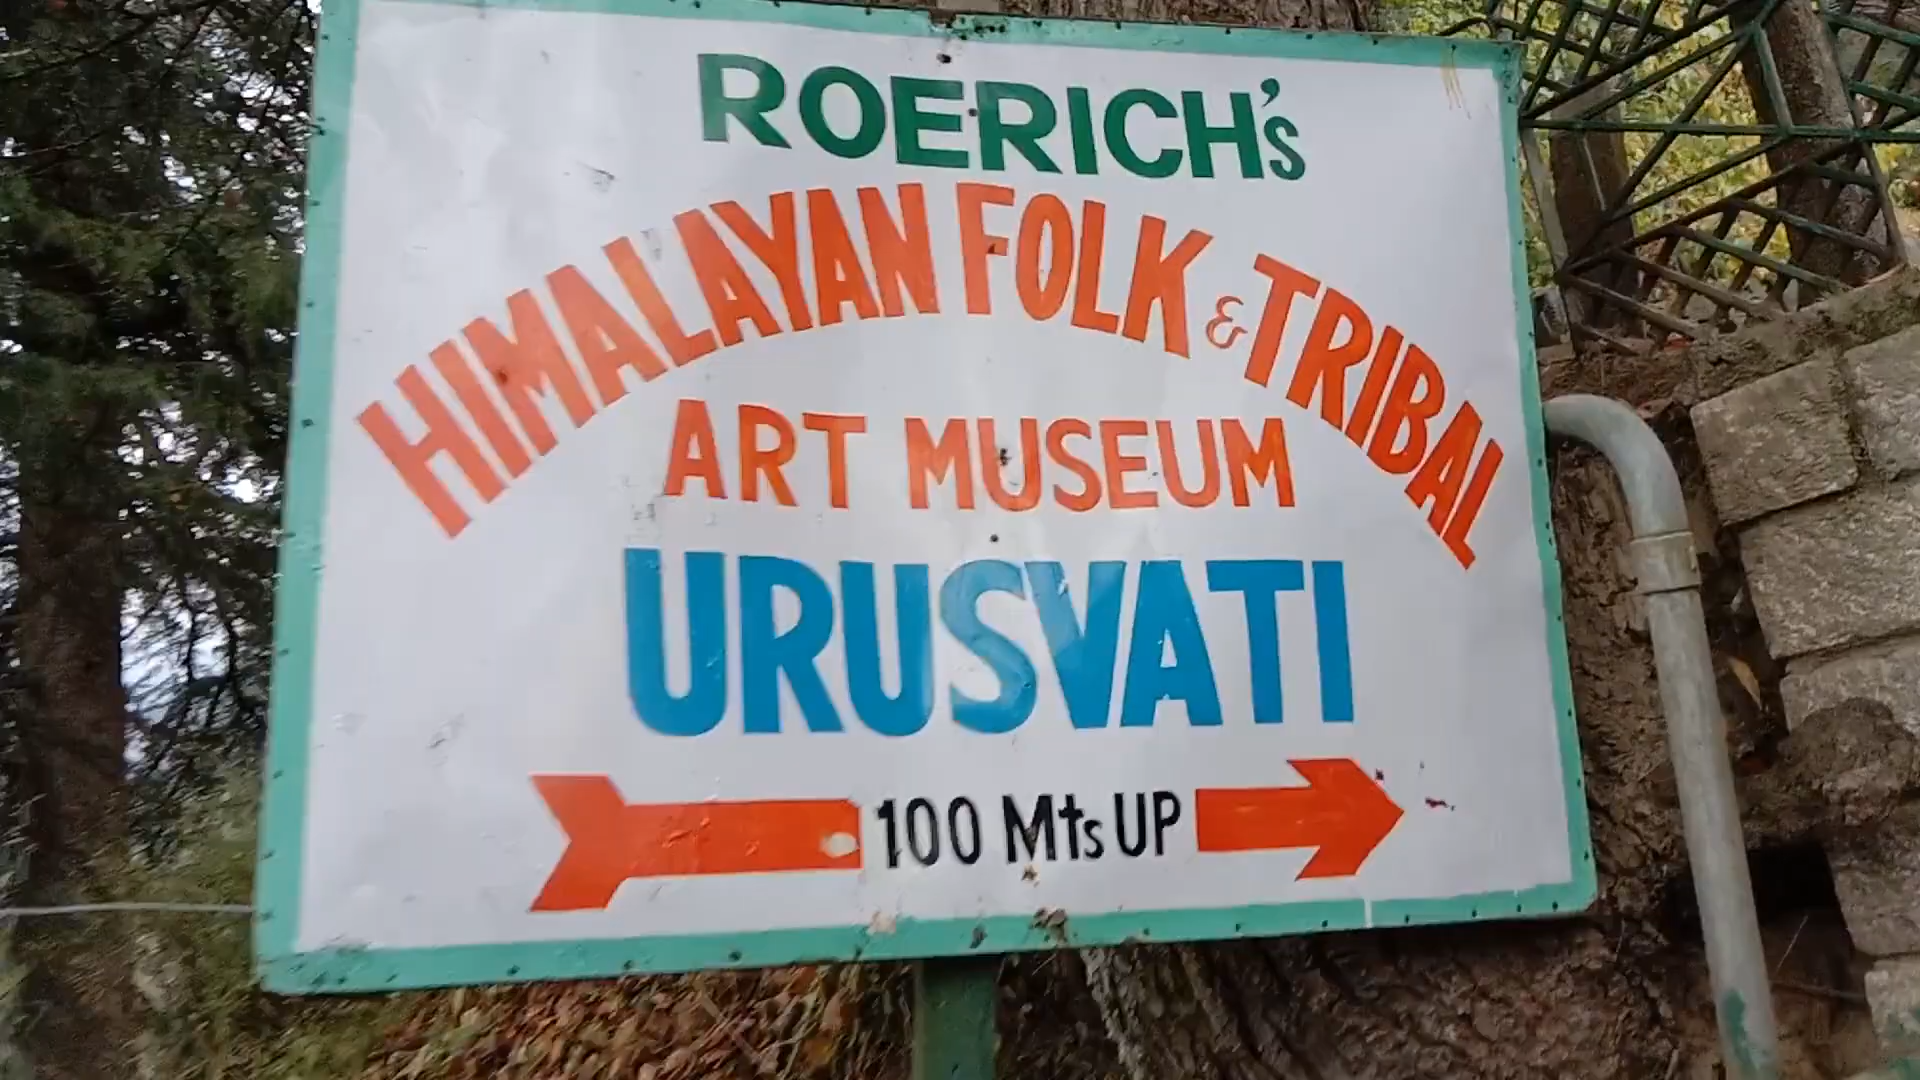 ROERICH's
HIMALAYAN FOLK & TRIBAL
ART MUSEUM
URUSVATI
100 Mts UP